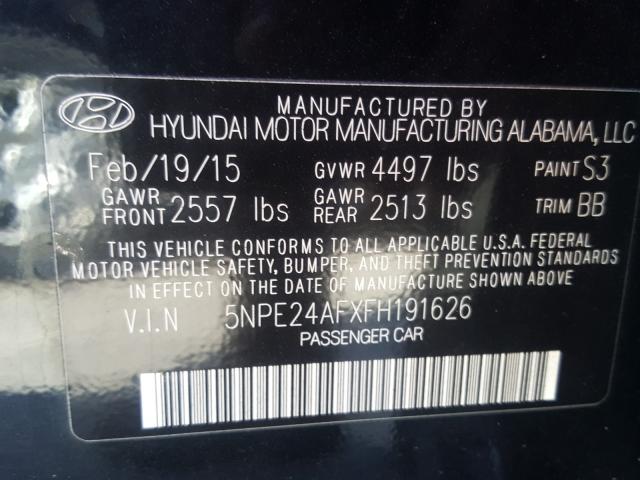 MANUFACTURED BY
HYUNDAI MOTOR MANUFACTURING ALABAMA, LLC
Feb/19/15 GVWR 4497 lbs PAINT S3
GAWR FRONT 2557 lbs GAWR REAR 2513 lbs TRIM BB
THIS VEHICLE CONFORMS TO ALL APPLICABLE U.S.A. FEDERAL
MOTOR VEHICLE SAFETY, BUMPER, AND THEFT PREVENTION STANDARDS
IN EFFECT ON THE DATE OF MANUFACTURE SHOWN ABOVE.
V.I.N 5NPE24AFXFH191626
PASSENGER CAR